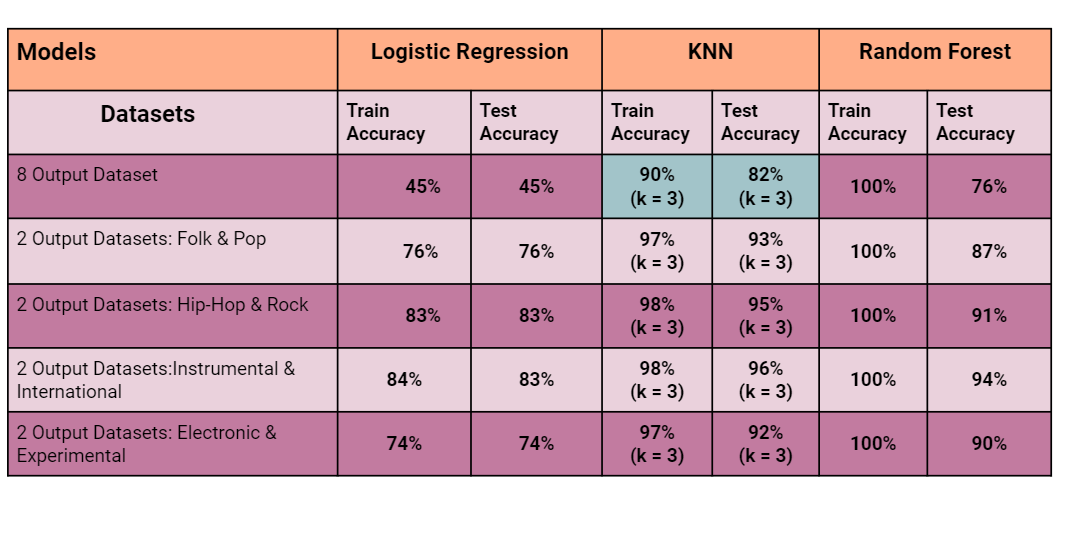 Models Logistic Regression KNN Random Forest
Datasets Train Accuracy Test Accuracy Train Accuracy Test Accuracy Train Accuracy Test Accuracy
8 Output Dataset 45% 45% 90% (k = 3) 82% (k = 3) 100% 76%
2 Output Datasets: Folk & Pop 76% 76% 97% (k = 3) 93% (k = 3) 100% 87%
2 Output Datasets: Hip-Hop & Rock 83% 83% 98% (k = 3) 95% (k = 3) 100% 91%
2 Output Datasets:Instrumental & International 84% 83% 98% (k = 3) 96% (k = 3) 100% 94%
2 Output Datasets: Electronic & Experimental 74% 74% 97% (k = 3) 92% (k = 3) 100% 90%